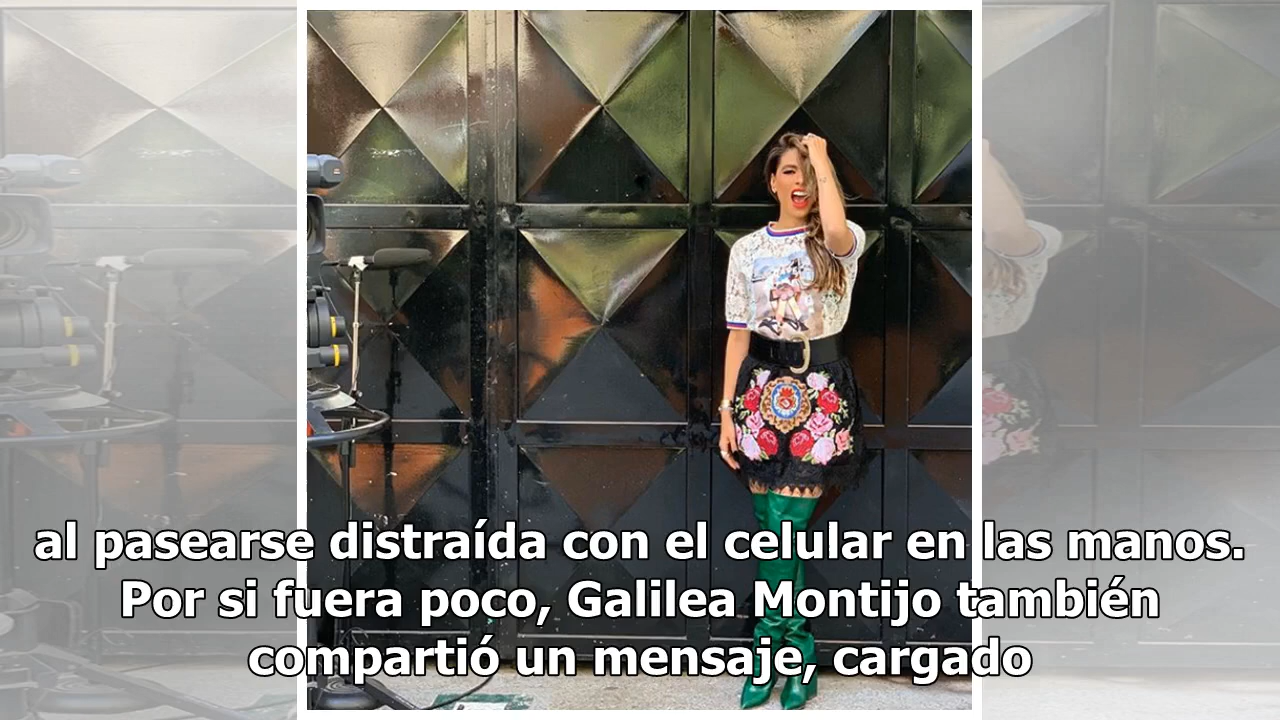 al pasearse distraída con el celular en las manos.
Por si fuera poco, Galilea Montijo también
compartió un mensaje, cargado